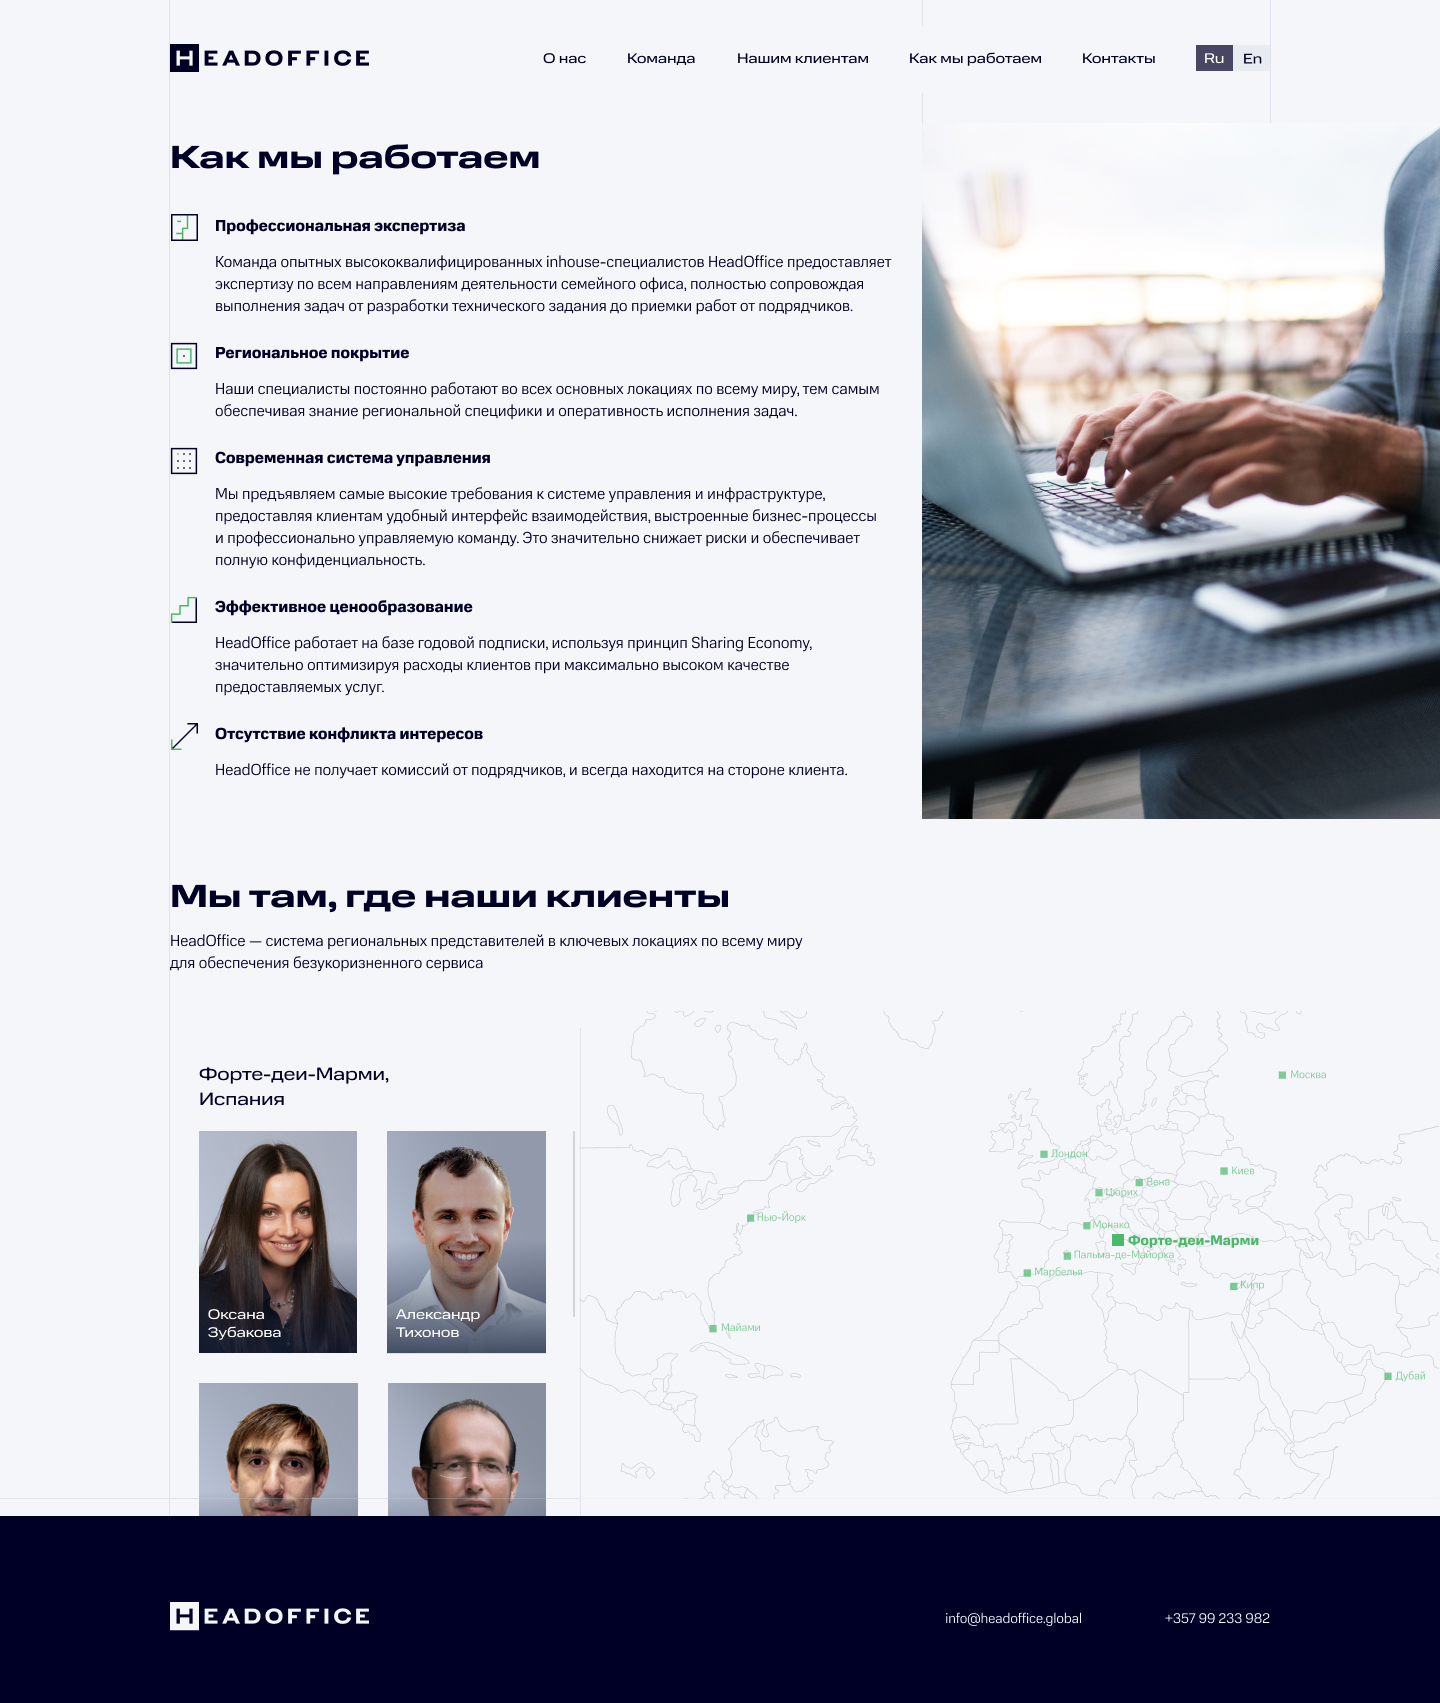 HEADOFFICE
О нас
Команда
Нашим клиентам
Как мы работаем
Контакты
Ru
En
Как мы работаем
Профессиональная экспертиза
Команда опытных высококвалифицированных inhouse-специалистов HeadOffice предоставляет
экспертизу по всем направлениям деятельности семейного офиса, полностью сопровождая
выполнения задач от разработки технического задания до приемки работ от подрядчиков.
Региональное покрытие
Наши специалисты постоянно работают во всех основных локациях по всему миру, тем самым
обеспечивая знание региональной специфики и оперативность исполнения задач.
Современная система управления
Мы предъявляем самые высокие требования к системе управления и инфраструктуре,
предоставляя клиентам удобный интерфейс взаимодействия, выстроенные бизнес-процессы
и профессионально управляемую команду. Это значительно снижает риски и обеспечивает
полную конфиденциальность.
Эффективное ценообразование
HeadOffice работает на базе годовой подписки, используя принцип Sharing Economy,
значительно оптимизируя расходы клиентов при максимально высоком качестве
предоставляемых услуг.
Отсутствие конфликта интересов
HeadOffice не получает комиссий от подрядчиков, и всегда находится на стороне клиента.
Мы там, где наши клиенты
HeadOffice — система региональных представителей в ключевых локациях по всему миру
для обеспечения безукоризненного сервиса
Форте-деи-Марми,
Испания
Оксана
Зубакова
Александр
Тихонов
Москва
Лондон
Киев
Вена
Цюрих
Нью-Йорк
Монако
Форте-деи-Марми
Пальма-де-Майорка
Марбелья
Кипр
Майами
Дубай
HEADOFFICE
info@headoffice.global
+357 99 233 982